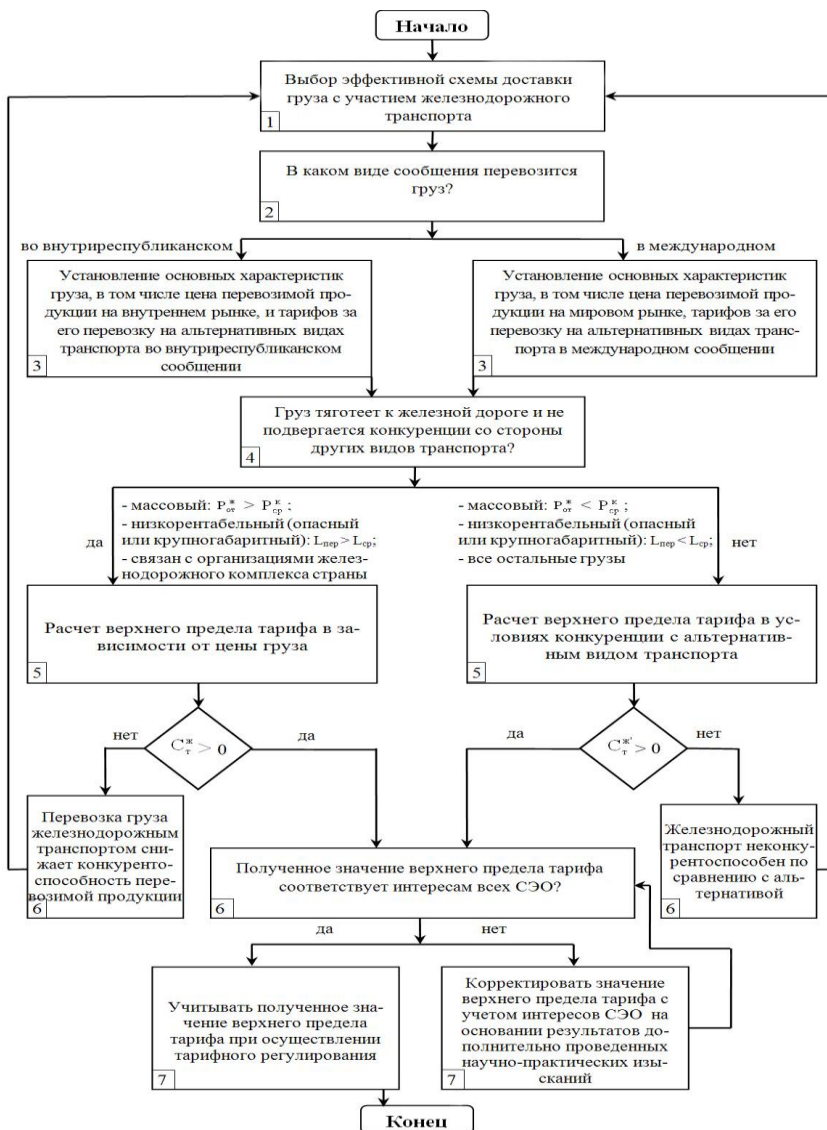 Начало
Выбор эффективной схемы доставки
груза с участием железнодорожного
транспорта
1
В каком виде сообщения перевозится
груз?
2
во внутриреспубликанском
в международном
Установление основных характеристик
груза, в том числе цена перевозимой про-
дукции на внутреннем рынке, и тарифов за
его перевозку на альтернативных видах
транспорта во внутриреспубликанском
сообщении
3
Установление основных характеристик
груза, в том числе цена перевозимой про-
дукции на мировом рынке, тарифов за его
перевозку на альтернативных видах транс-
порта в международном сообщении
3
Груз тяготеет к железной дороге и не
подвергается конкуренции со стороны
других видов транспорта?
4
да
- массовый: Pот^ж > Pср^к ;
- низкорентабельный (опасный
или крупногабаритный): Lпер > Lср;
- связан с организациями желез-
нодорожного комплекса страны
- массовый: Pот^ж < Pср^к ;
- низкорентабельный (опасный
или крупногабаритный): Lпер < Lср;
- все остальные грузы
нет
Расчет верхнего предела тарифа в за-
висимости от цены груза
5
Расчет верхнего предела тарифа в ус-
ловиях конкуренции с альтернатив-
ным видом транспорта
5
нет
Cт^ж > 0
да
да
Cт^ж' > 0
нет
Перевозка груза
железнодорожным
транспортом сни-
жает конкуренто-
способность пере-
возимой продукции
6
Полученное значение верхнего предела тарифа
соответствует интересам всех СЭО?
6
Железнодорожный
транспорт неконку-
рентоспособен по
сравнению с аль-
тернативой
6
да
нет
Учитывать полученное зна-
чение верхнего предела
тарифа при осуществлении
тарифного регулирования
7
Корректировать значение
верхнего предела тарифа с
учетом интересов СЭО на
основании результатов до-
полнительно проведенных
научно-практических изы-
сканий
7
Конец